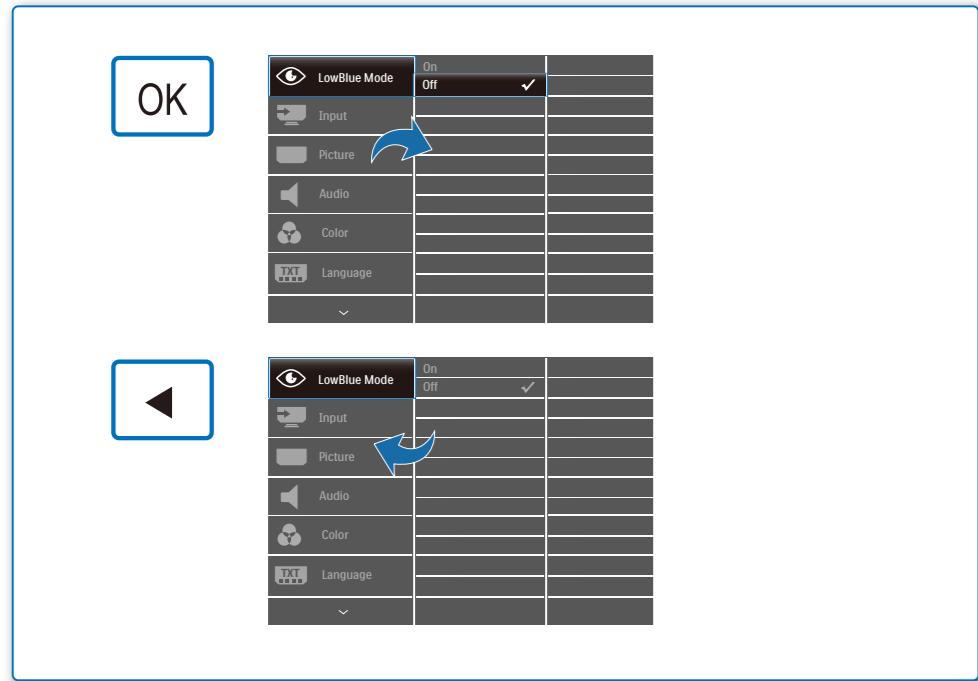 OK
LowBlue Mode
On
Off
Input
Picture
Audio
Color
TXT
Language
LowBlue Mode
On
Off
Input
Picture
Audio
Color
TXT
Language